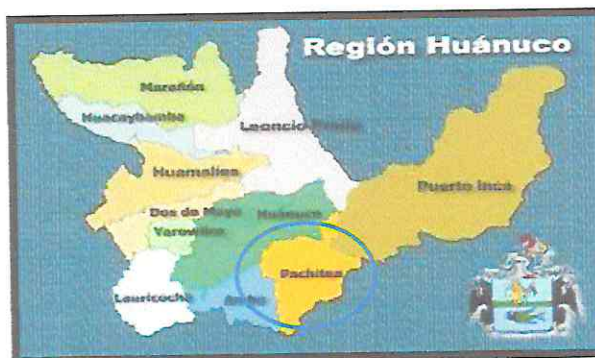 Región Huánuco
Marañón
Huacaybamba
Leoncio Prado
Huamalíes
Puerto Inca
Dos de Mayo
Huánuco
Yarowilca
Pachitea
Lauricocha
Ambo